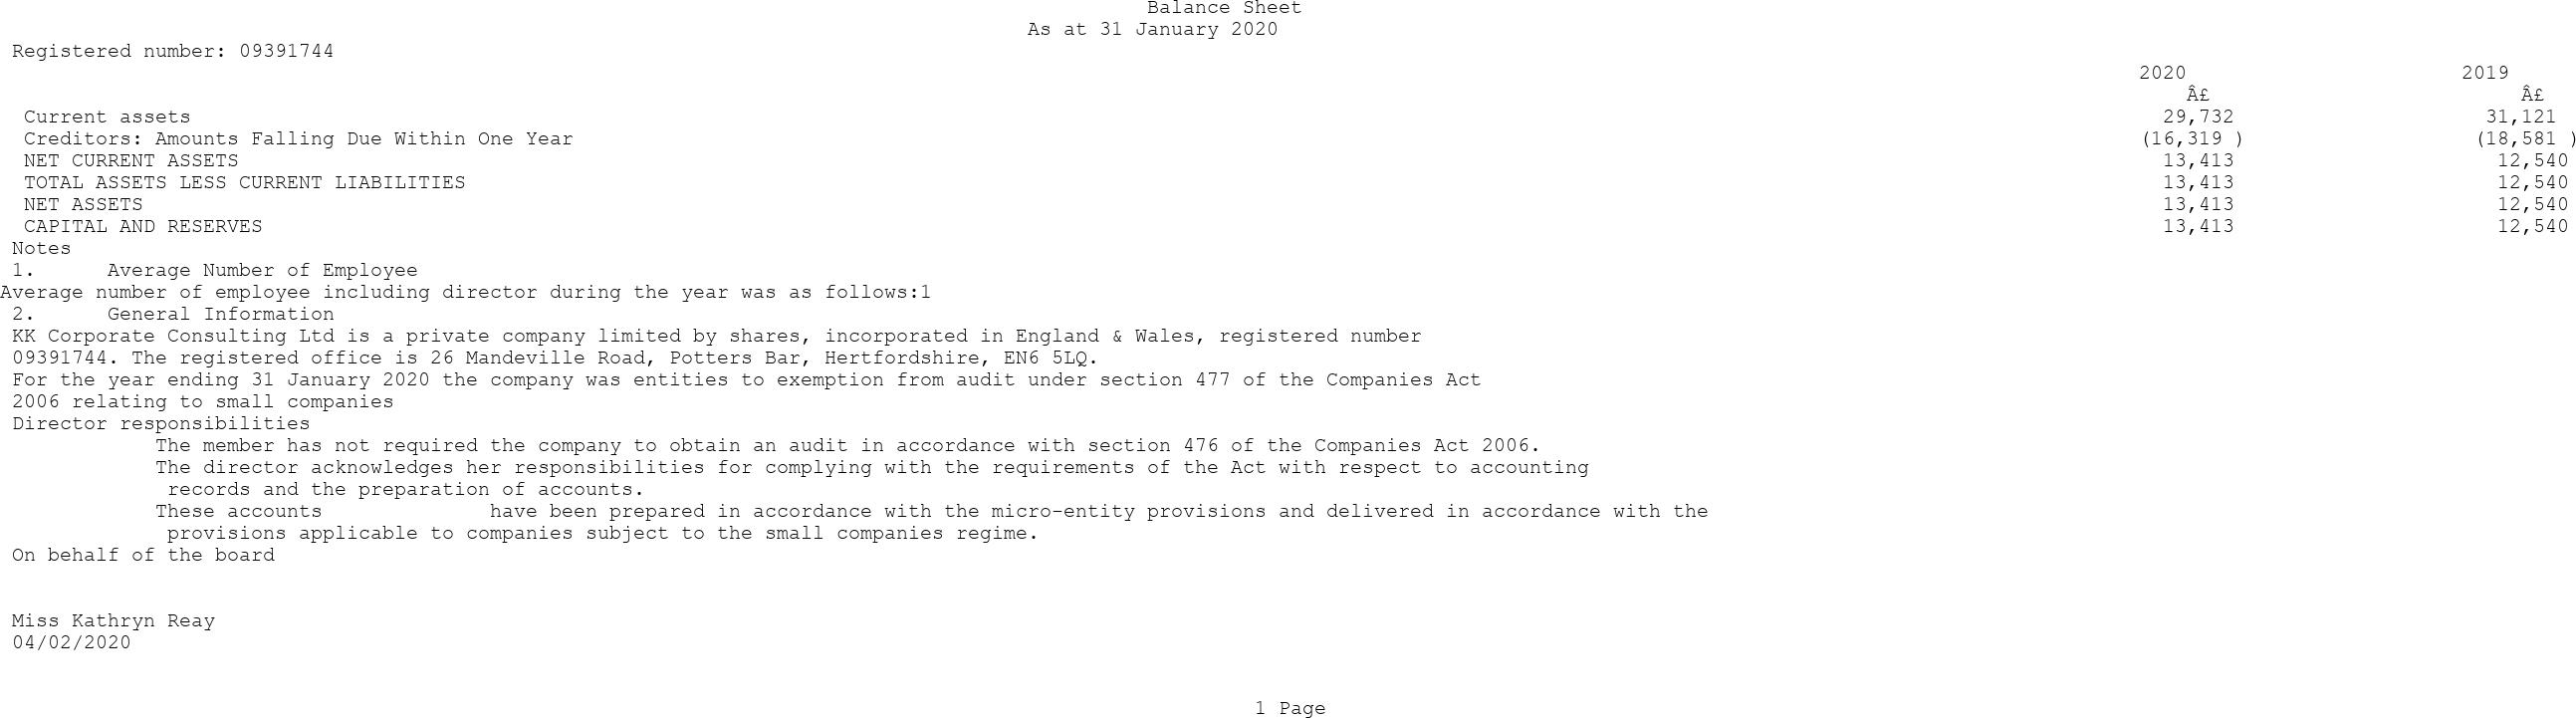 Balance Sheet
As at 31 January 2020
Registered number: 09391744
2020 2019
Â£ Â£
Current assets 29,732 31,121
Creditors: Amounts Falling Due Within One Year (16,319 ) (18,581 )
NET CURRENT ASSETS 13,413 12,540
TOTAL ASSETS LESS CURRENT LIABILITIES 13,413 12,540
NET ASSETS 13,413 12,540
CAPITAL AND RESERVES 13,413 12,540
Notes
1. Average Number of Employee
Average number of employee including director during the year was as follows:1
2. General Information
KK Corporate Consulting Ltd is a private company limited by shares, incorporated in England & Wales, registered number
09391744. The registered office is 26 Mandeville Road, Potters Bar, Hertfordshire, EN6 5LQ.
For the year ending 31 January 2020 the company was entities to exemption from audit under section 477 of the Companies Act
2006 relating to small companies
Director responsibilities
The member has not required the company to obtain an audit in accordance with section 476 of the Companies Act 2006.
The director acknowledges her responsibilities for complying with the requirements of the Act with respect to accounting
records and the preparation of accounts.
These accounts have been prepared in accordance with the micro-entity provisions and delivered in accordance with the
provisions applicable to companies subject to the small companies regime.
On behalf of the board
Miss Kathryn Reay
04/02/2020
1 Page